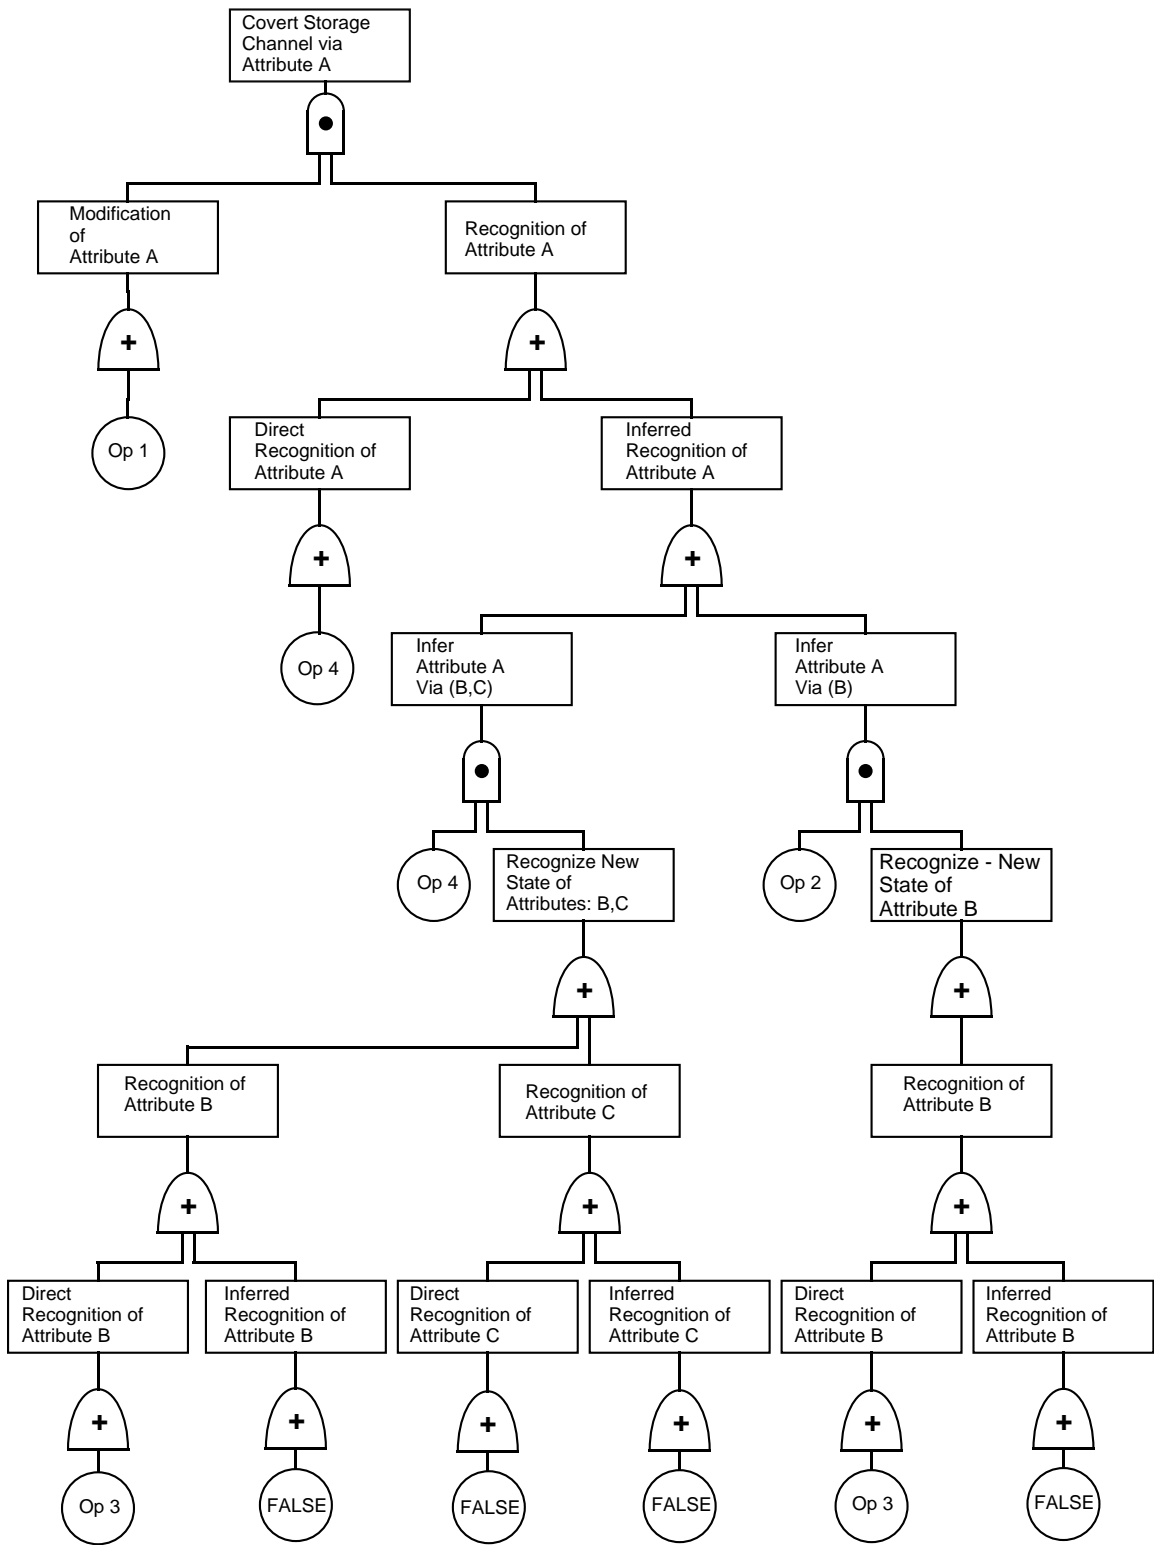 Covert Storage
Channel via
Attribute A
Modification
of
Attribute A
Recognition of
Attribute A
+
+
Op 1
Direct
Recognition of
Attribute A
Inferred
Recognition of
Attribute A
+
+
Op 4
Infer
Attribute A
Via (B,C)
Infer
Attribute A
Via (B)
Op 4
Recognize New
State of
Attributes: B,C
Op 2
Recognize - New
State of
Attribute B
+
+
Recognition of
Attribute B
Recognition of
Attribute C
Recognition of
Attribute B
+
+
+
Direct
Recognition of
Attribute B
Inferred
Recognition of
Attribute B
Direct
Recognition of
Attribute C
Inferred
Recognition of
Attribute C
Direct
Recognition of
Attribute B
Inferred
Recognition of
Attribute B
+
+
+
+
+
+
Op 3
FALSE
FALSE
FALSE
Op 3
FALSE